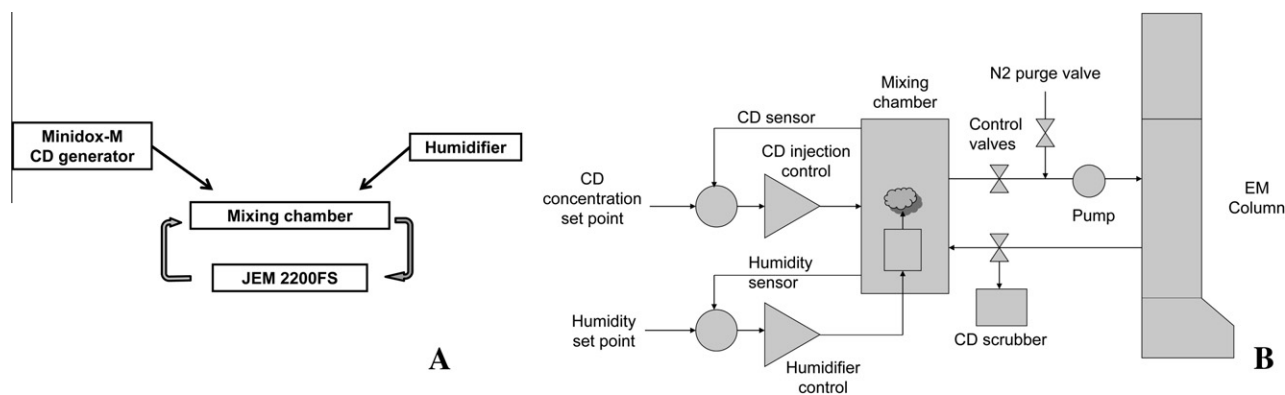 Minidox-M
CD generator
Humidifier
Mixing chamber
JEM 2200FS
A
N2 purge valve
Mixing
chamber
CD sensor
Control
valves
CD injection
control
CD
concentration
set point
Pump
EM
Column
Humidity
sensor
Humidity
set point
CD scrubber
Humidifier
control
B